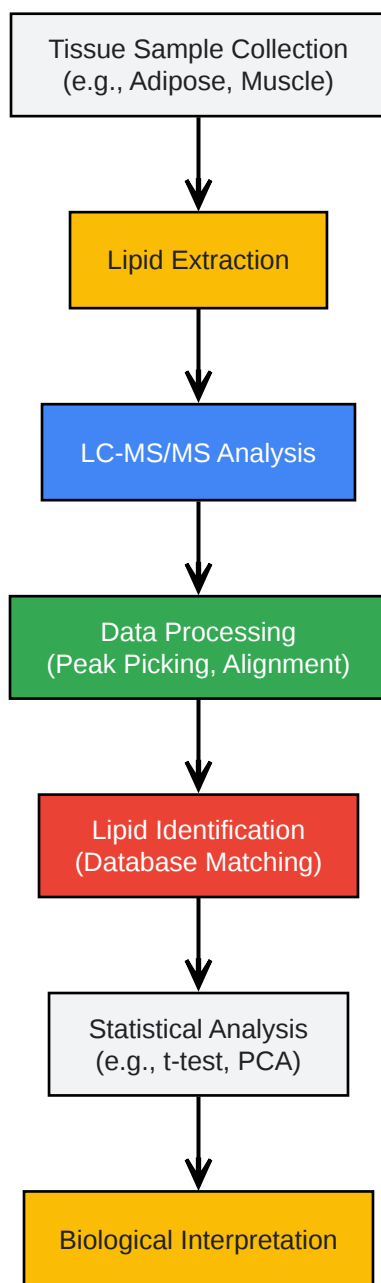 Tissue Sample Collection
(e.g., Adipose, Muscle)
Lipid Extraction
LC-MS/MS Analysis
Data Processing
(Peak Picking, Alignment)
Lipid Identification
(Database Matching)
Statistical Analysis
(e.g., t-test, PCA)
Biological Interpretation